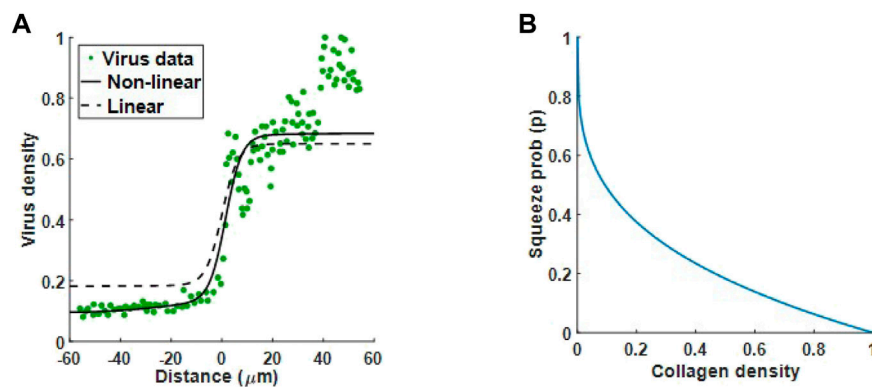 A
Virus density
1
0.8
0.6
0.4
0.2
0
Virus data
Non-linear
Linear
-60 -40 -20 0 20 40 60
Distance (μm)
B
Squeeze prob (p)
1
0.8
0.6
0.4
0.2
0
0 0.2 0.4 0.6 0.8 1
Collagen density